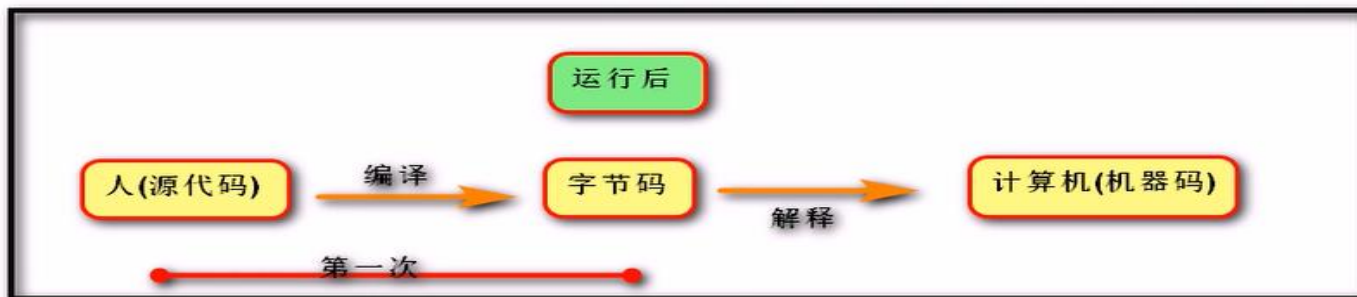 运行后
人(源代码)
编译
字节码
解释
计算机(机器码)
第一次